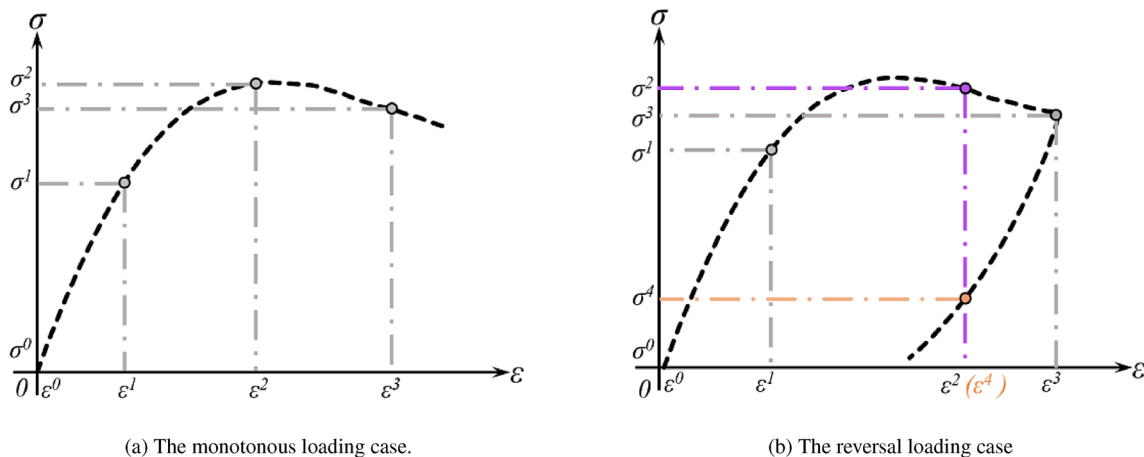 σ
σ²
σ³
σ¹
σ⁰
0 ε⁰ ε¹ ε² ε³ ε
(a) The monotonous loading case.
σ
σ²
σ³
σ¹
σ⁴
σ⁰
0 ε⁰ ε¹ ε² (ε⁴) ε³ ε
(b) The reversal loading case